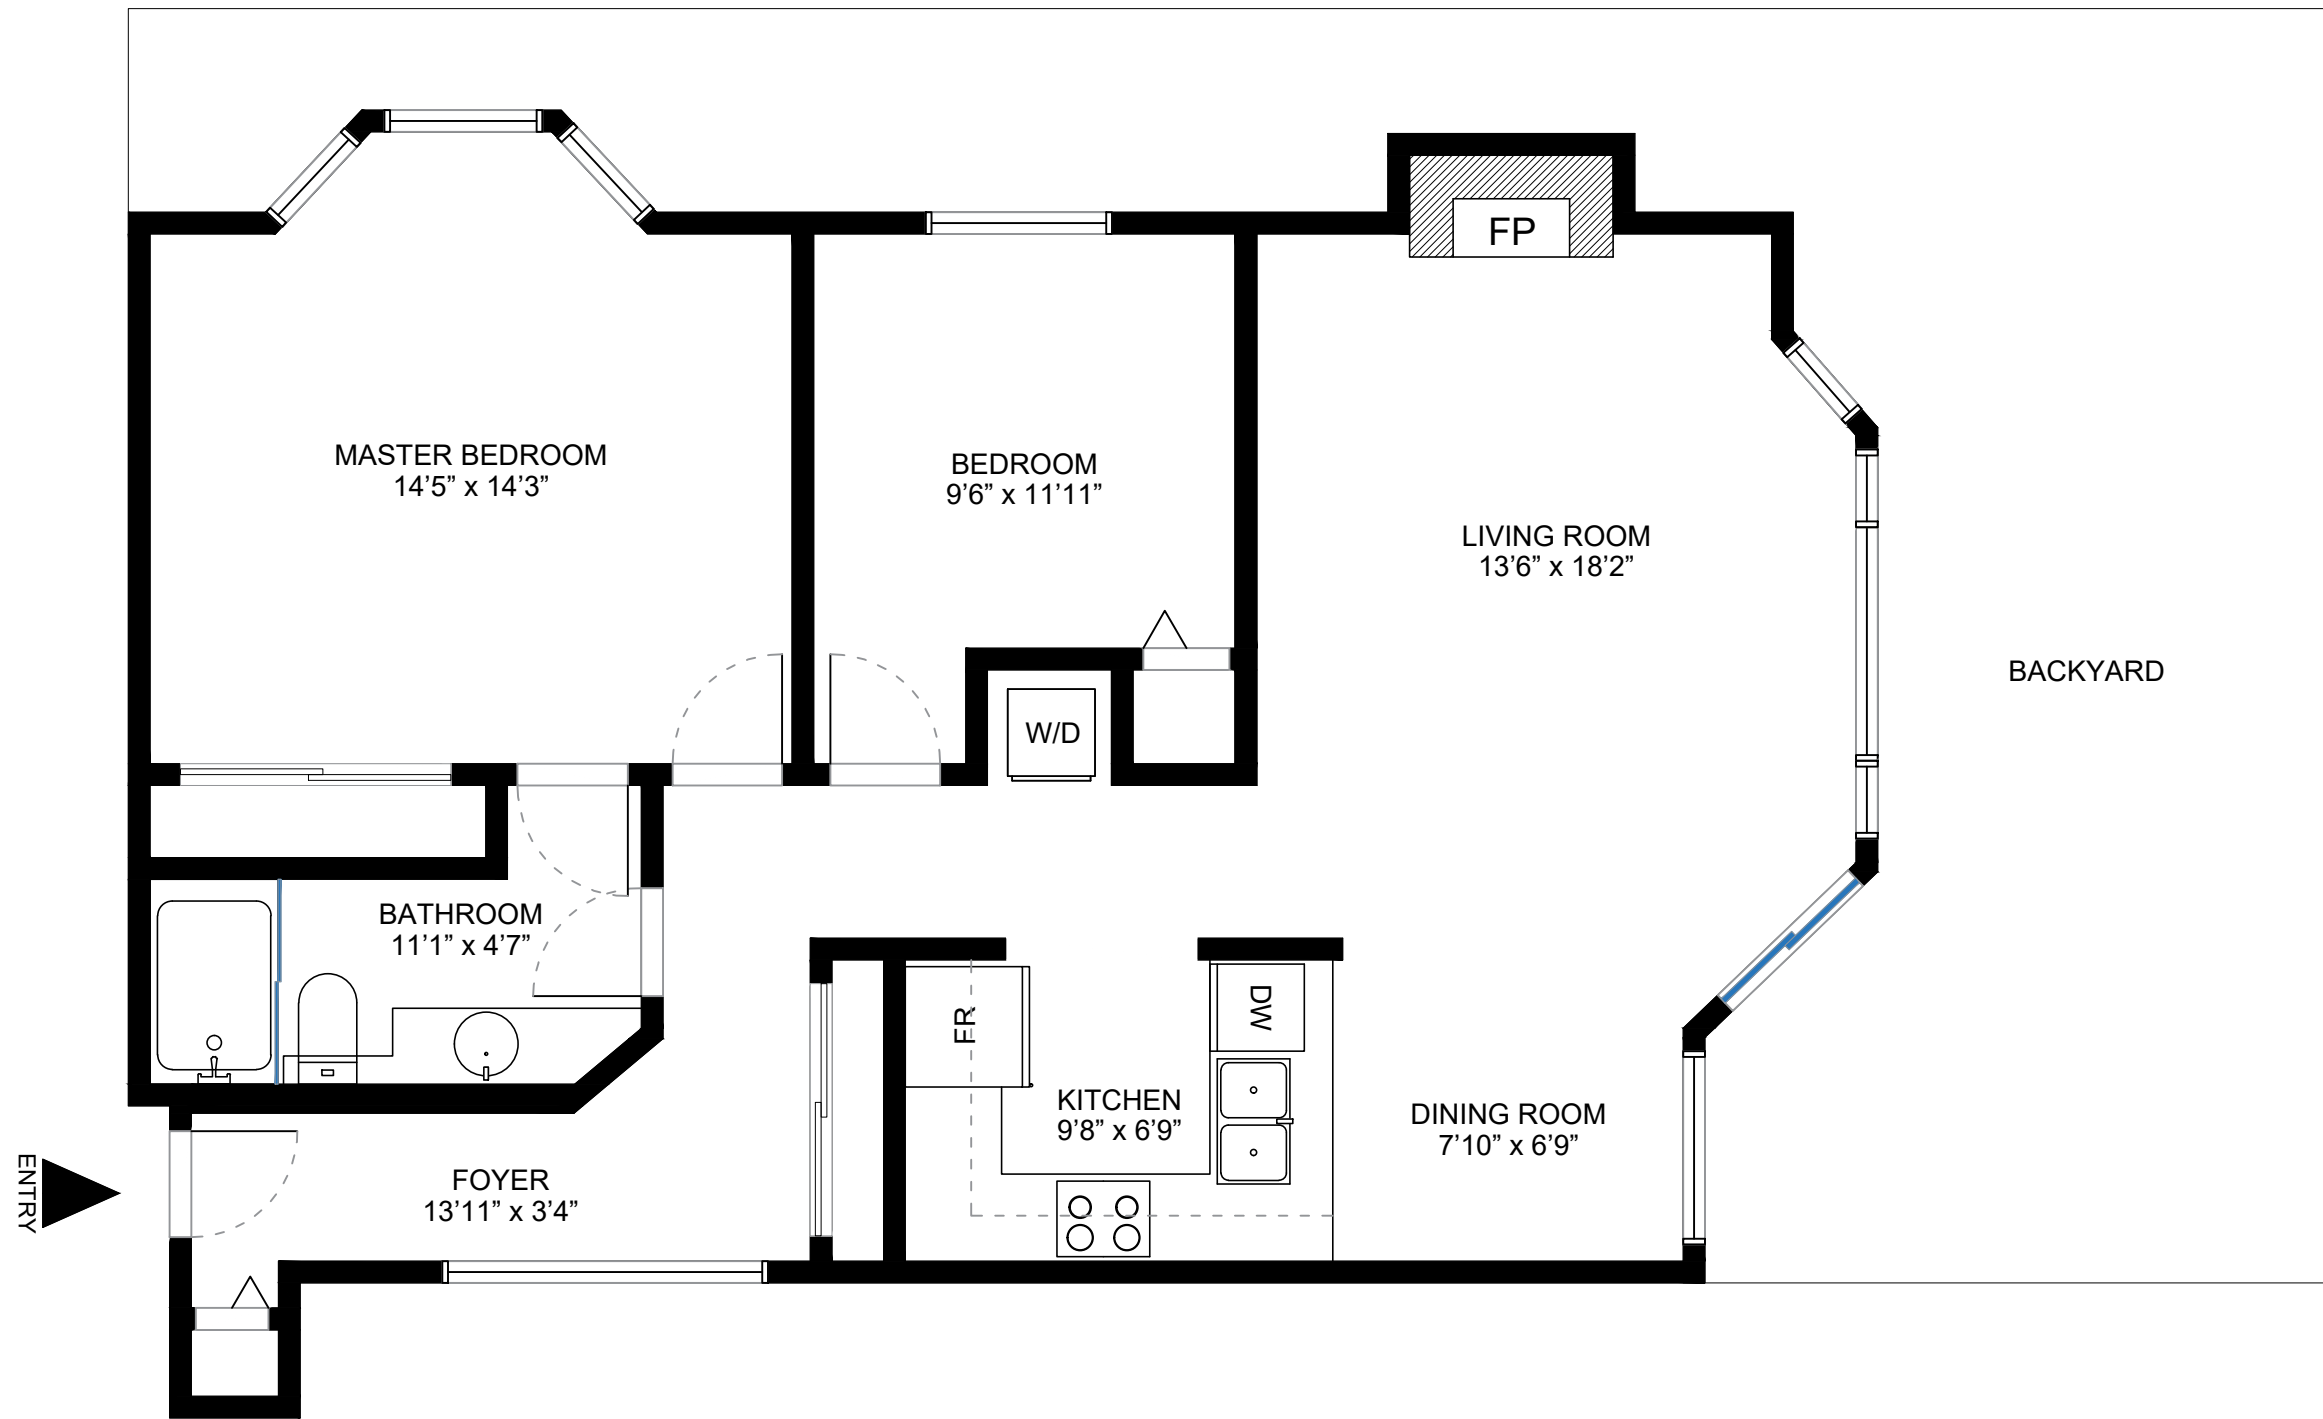 FP
MASTER BEDROOM
14’5” x 14’3”
BEDROOM
9’6” x 11’11”
LIVING ROOM
13’6” x 18’2”
BACKYARD
W/D
BATHROOM
11’1” x 4’7”
FR
DW
KITCHEN
9’8” x 6’9”
DINING ROOM
7’10” x 6’9”
ENTRY
FOYER
13’11” x 3’4”